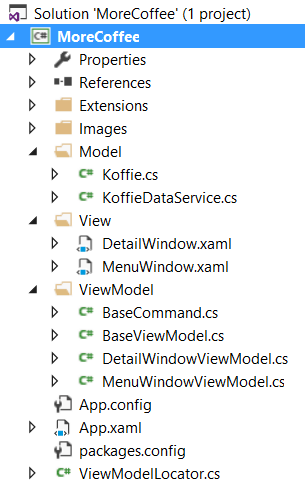 Solution 'MoreCoffee' (1 project)
C# MoreCoffee
Properties
References
Extensions
Images
Model
C# Koffie.cs
C# KoffieDataService.cs
View
DetailWindow.xaml
MenuWindow.xaml
ViewModel
C# BaseCommand.cs
C# BaseViewModel.cs
C# DetailWindowViewModel.cs
C# MenuWindowViewModel.cs
App.config
App.xaml
packages.config
C# ViewModelLocator.cs